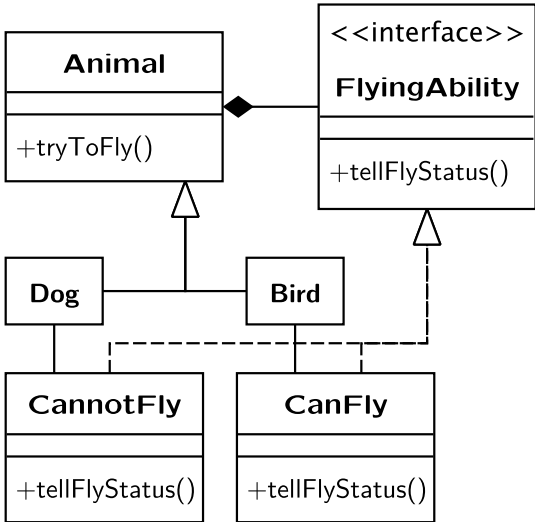 Animal
+tryToFly()
<<interface>>
FlyingAbility
+tellFlyStatus()
Dog
Bird
CannotFly
+tellFlyStatus()
CanFly
+tellFlyStatus()